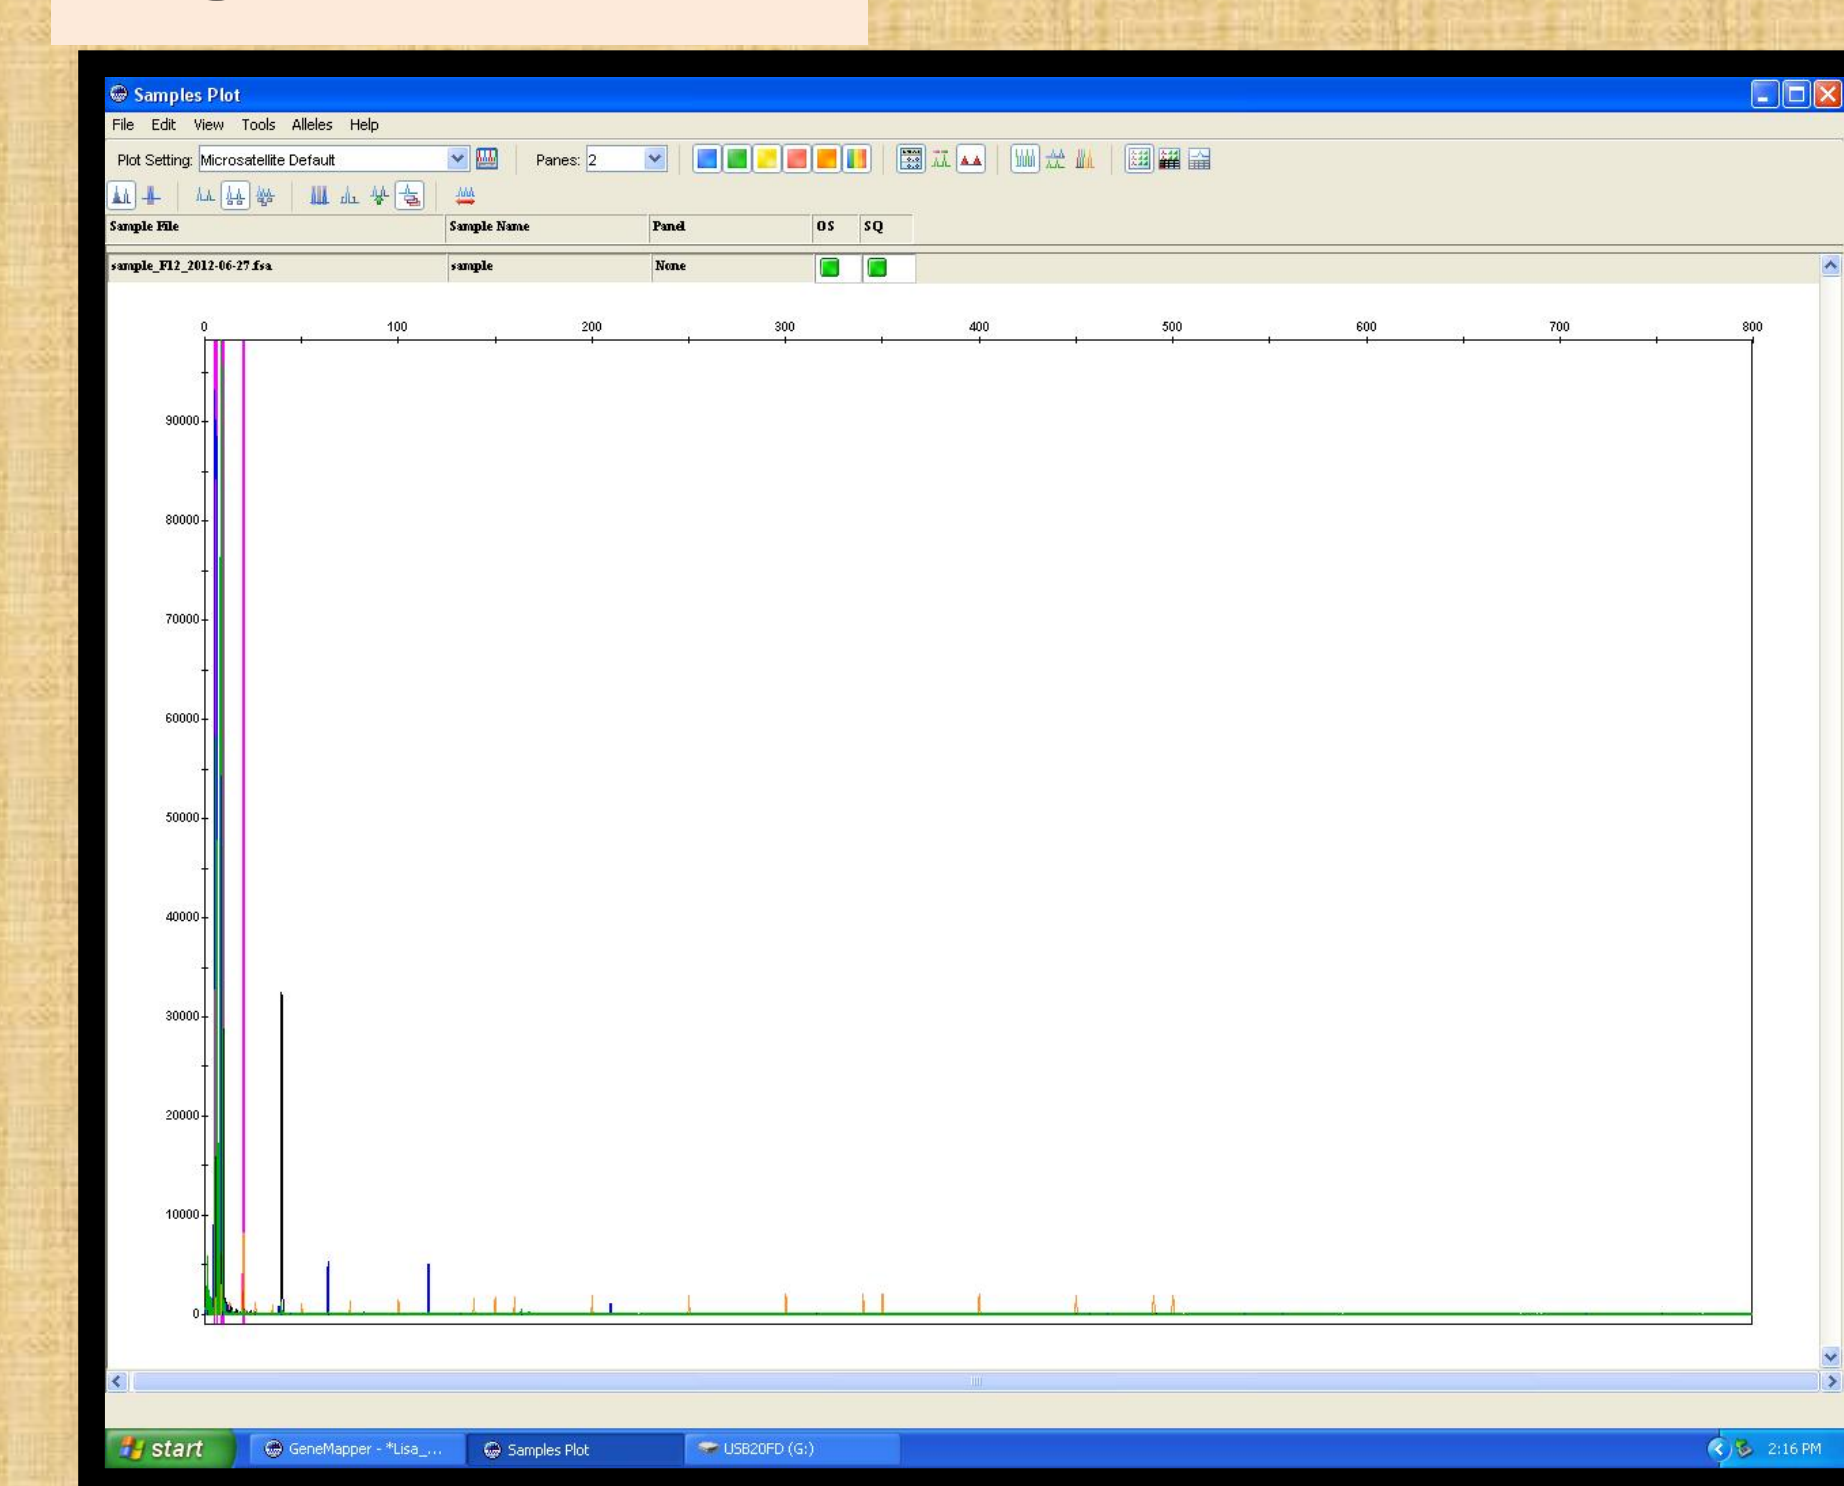 Samples Plot
File Edit View Tools Alleles Help
Plot Setting: Microsatellite Default Panes: 2
Sample File Sample Name Panel OS SQ
sample_F12_2012-06-27.fsa sample None
0 100 200 300 400 500 600 700 800
90000
80000
70000
60000
50000
40000
30000
20000
10000
0
start GeneMapper - *Lisa_... Samples Plot USB20FD (G:) 2:16 PM